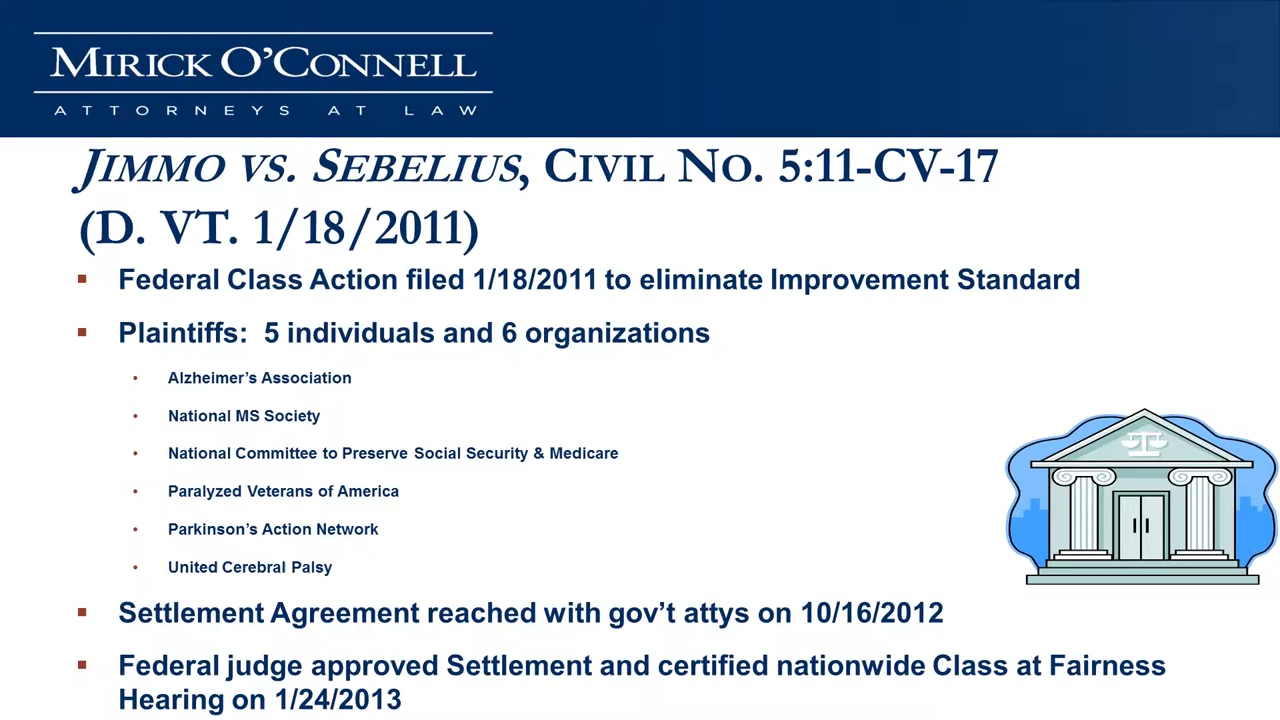 MIRICK O'CONNELL
ATTORNEYS AT LAW
JIMMO VS. SEBELIUS, CIVIL NO. 5:11-CV-17
(D. VT. 1/18/2011)
▪ Federal Class Action filed 1/18/2011 to eliminate Improvement Standard
▪ Plaintiffs: 5 individuals and 6 organizations
• Alzheimer's Association
• National MS Society
• National Committee to Preserve Social Security & Medicare
• Paralyzed Veterans of America
• Parkinson's Action Network
• United Cerebral Palsy
▪ Settlement Agreement reached with gov't attys on 10/16/2012
▪ Federal judge approved Settlement and certified nationwide Class at Fairness
Hearing on 1/24/2013